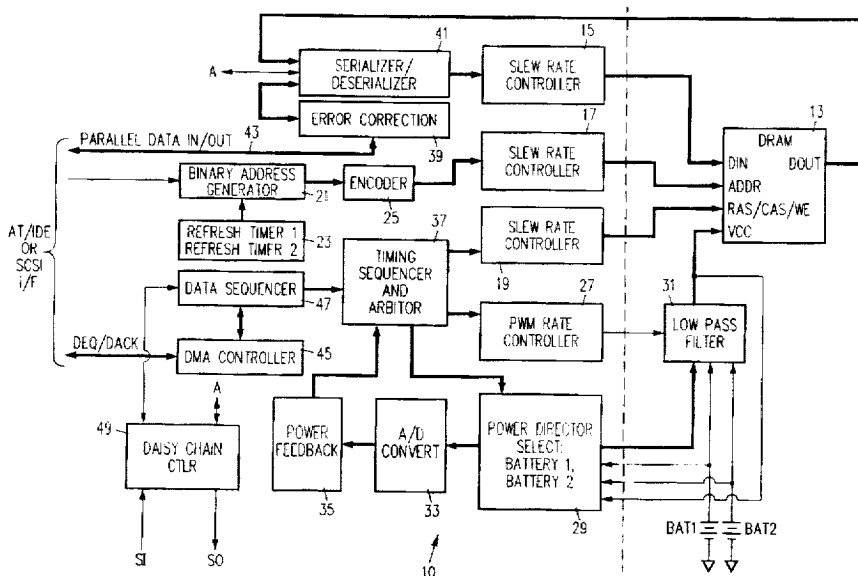 41
15
A
SERIALIZER/
DESERIALIZER
SLEW RATE
CONTROLLER
PARALLEL DATA IN/OUT
43
ERROR CORRECTION
39
17
13
DRAM
DIN
DOUT
ADDR
RAS/CAS/WE
VCC
BINARY ADDRESS
GENERATOR
21
ENCODER
25
SLEW RATE
CONTROLLER
AT/IDE
OR
SCSI
i/F
REFRESH TIMER 1
REFRESH TIMER 2
23
37
TIMING
SEQUENCER
AND
ARBITOR
SLEW RATE
CONTROLLER
19
27
31
DATA SEQUENCER
47
PWM RATE
CONTROLLER
LOW PASS
FILTER
DEQ/DACK
DMA CONTROLLER
45
A
49
DAISY CHAIN
CTLR
POWER
FEEDBACK
35
A/D
CONVERT
33
POWER DIRECTOR
SELECT:
BATTERY 1,
BATTERY 2
29
BAT1
BAT2
SI
SO
10